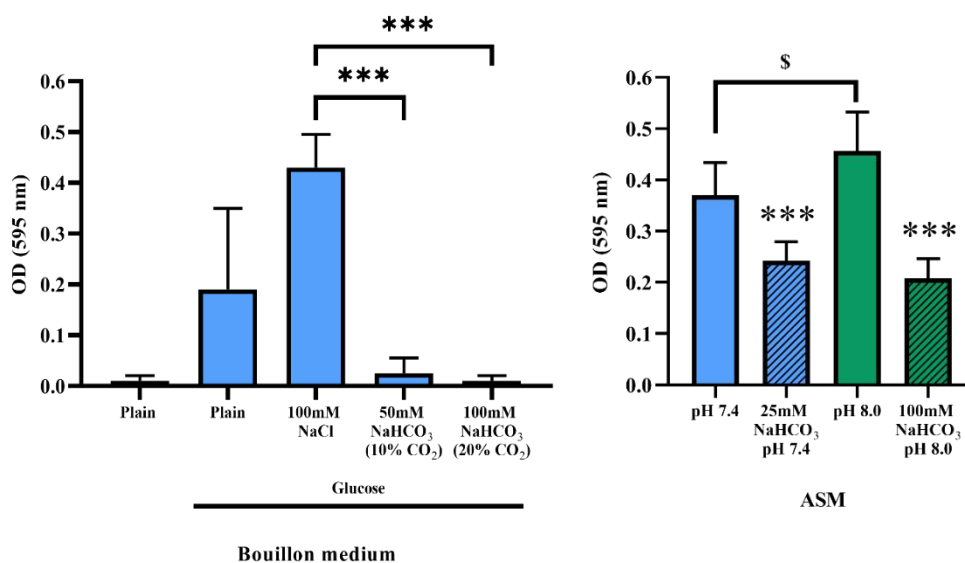 ***
***
OD (595 nm)
0.6
0.5
0.4
0.3
0.2
0.1
0.0
Plain
Plain
100mM
NaCl
50mM
NaHCO₃
(10% CO₂)
100mM
NaHCO₃
(20% CO₂)
Glucose
Bouillon medium
$
OD (595 nm)
0.6
0.5
0.4
0.3
0.2
0.1
0.0
***
***
pH 7.4
25mM
NaHCO₃
pH 7.4
pH 8.0
100mM
NaHCO₃
pH 8.0
ASM